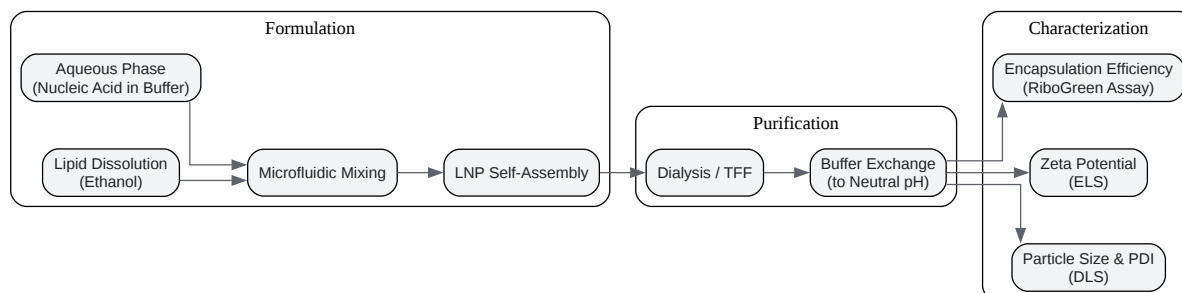 Formulation
Aqueous Phase
(Nucleic Acid in Buffer)
Lipid Dissolution
(Ethanol)
Microfluidic Mixing
LNP Self-Assembly
Purification
Dialysis / TFF
Buffer Exchange
(to Neutral pH)
Characterization
Encapsulation Efficiency
(RiboGreen Assay)
Zeta Potential
(ELS)
Particle Size & PDI
(DLS)